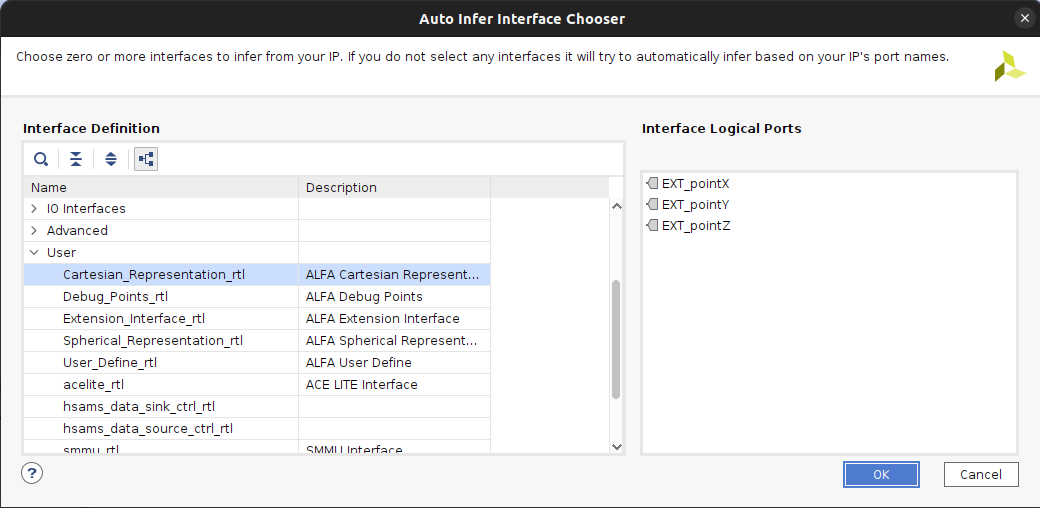 Auto Infer Interface Chooser
Choose zero or more interfaces to infer from your IP. If you do not select any interfaces it will try to automatically infer based on your IP's port names.
Interface Definition
Interface Logical Ports
Name Description
IO Interfaces
Advanced
User
Cartesian_Representation_rtl ALFA Cartesian Represent...
Debug_Points_rtl ALFA Debug Points
Extension_Interface_rtl ALFA Extension Interface
Spherical_Representation_rtl ALFA Spherical Represent...
User_Define_rtl ALFA User Define
acelite_rtl ACE LITE Interface
hsams_data_sink_ctrl_rtl
hsams_data_source_ctrl_rtl
smmu_rtl SMMU Interface
EXT_pointX
EXT_pointY
EXT_pointZ
?
OK Cancel